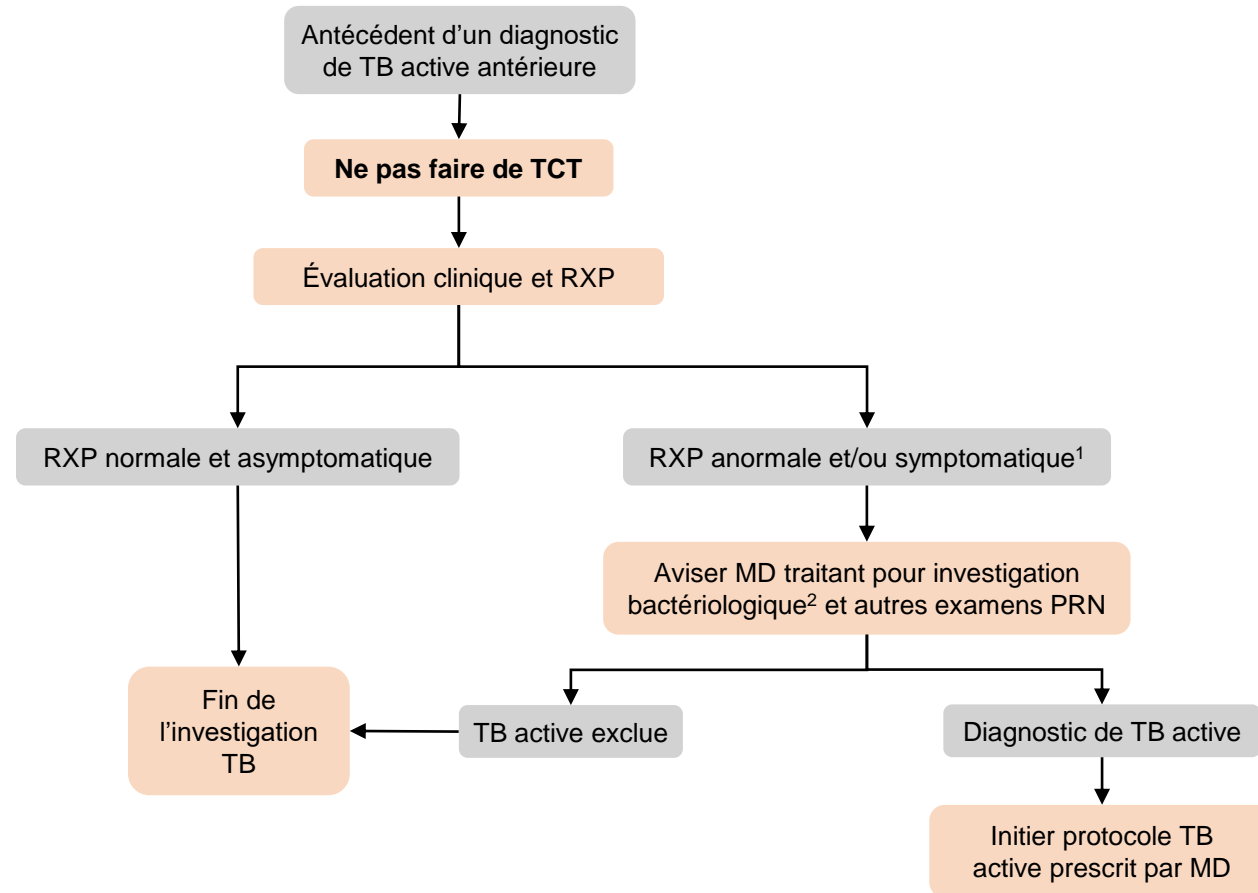 Antécédent d’un diagnostic
de TB active antérieure
Ne pas faire de TCT
Évaluation clinique et RXP
RXP normale et asymptomatique
RXP anormale et/ou symptomatique¹
Aviser MD traitant pour investigation
bactériologique² et autres examens PRN
Fin de
l’investigation
TB
TB active exclue
Diagnostic de TB active
Initier protocole TB
active prescrit par MD